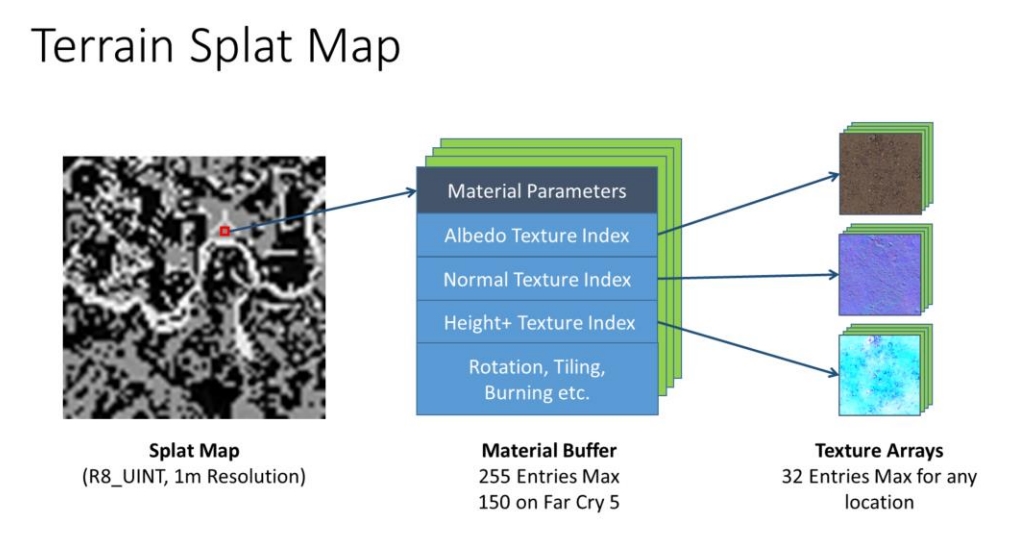 Terrain Splat Map
Material Parameters
Albedo Texture Index
Normal Texture Index
Height+ Texture Index
Rotation, Tiling,
Burning etc.
Splat Map
(R8_UINT, 1m Resolution)
Material Buffer
255 Entries Max
150 on Far Cry 5
Texture Arrays
32 Entries Max for any
location